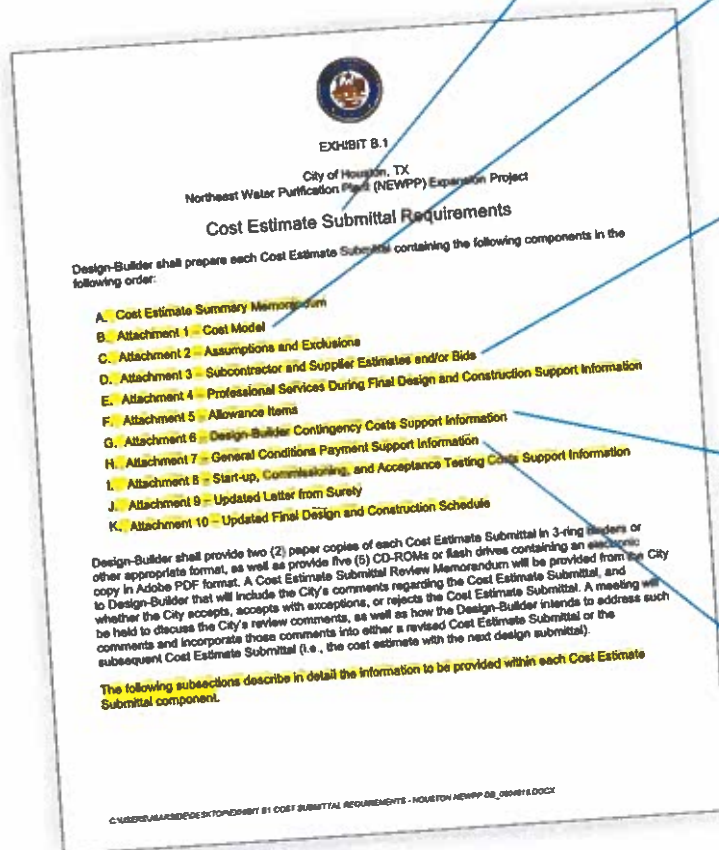 EXHIBIT B.1
City of Houston, TX
Northeast Water Purification Plant (NEWPP) Expansion Project
Cost Estimate Submittal Requirements
Design-Builder shall prepare each Cost Estimate Submittal containing the following components in the
following order:
A. Cost Estimate Summary Memorandum
B. Attachment 1 – Cost Model
C. Attachment 2 – Assumptions and Exclusions
D. Attachment 3 – Subcontractor and Supplier Estimates and/or Bids
E. Attachment 4 – Professional Services During Final Design and Construction Support Information
F. Attachment 5 – Allowance Items
G. Attachment 6 – Design-Builder Contingency Costs Support Information
H. Attachment 7 – General Conditions Payment Support Information
I. Attachment 8 – Start-up, Commissioning, and Acceptance Testing Costs Support Information
J. Attachment 9 – Updated Letter from Surety
K. Attachment 10 – Updated Final Design and Construction Schedule
Design-Builder shall provide two (2) paper copies of each Cost Estimate Submittal in 3-ring binders or
other appropriate format, as well as provide five (5) CD-ROMs or flash drives containing an electronic
copy in Adobe PDF format. A Cost Estimate Submittal Review Memorandum will be provided from the City
to Design-Builder that will include the City's comments regarding the Cost Estimate Submittal, and
whether the City accepts, accepts with exceptions, or rejects the Cost Estimate Submittal. A meeting will
be held to discuss the City's review comments, as well as how the Design-Builder intends to address such
comments and incorporate those comments into either a revised Cost Estimate Submittal or the
subsequent Cost Estimate Submittal (i.e., the cost estimate with the next design submittal).
The following subsections describe in detail the information to be provided within each Cost Estimate
Submittal component.
B1 COST SUBMITTAL REQUIREMENTS - HOUSTON NEWPP